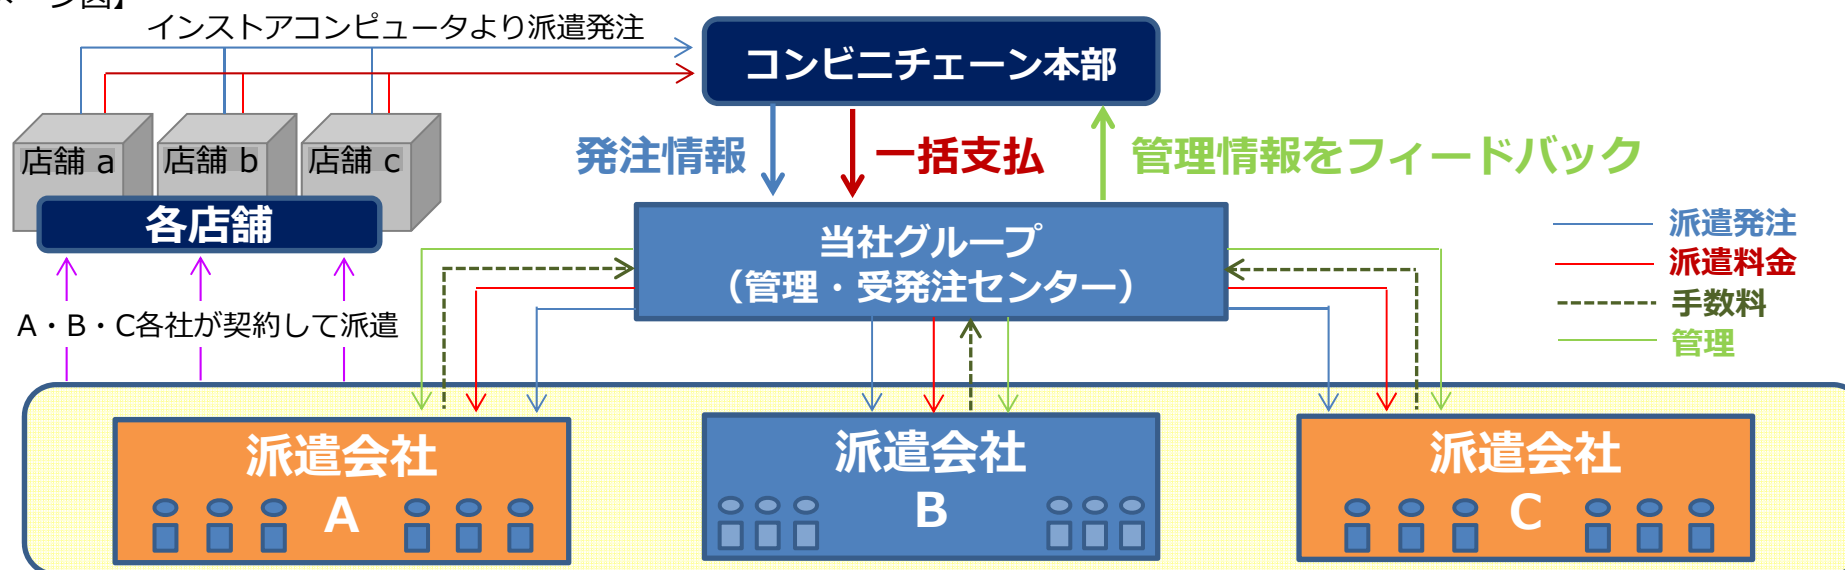 ージ図】
インストアコンピュータより派遣発注
コンビニチェーン本部
店舗 a
店舗 b
店舗 c
各店舗
発注情報
一括支払
管理情報をフィードバック
当社グループ
（管理・受発注センター）
派遣発注
派遣料金
手数料
管理
A・B・C各社が契約して派遣
派遣会社
A
派遣会社
B
派遣会社
C